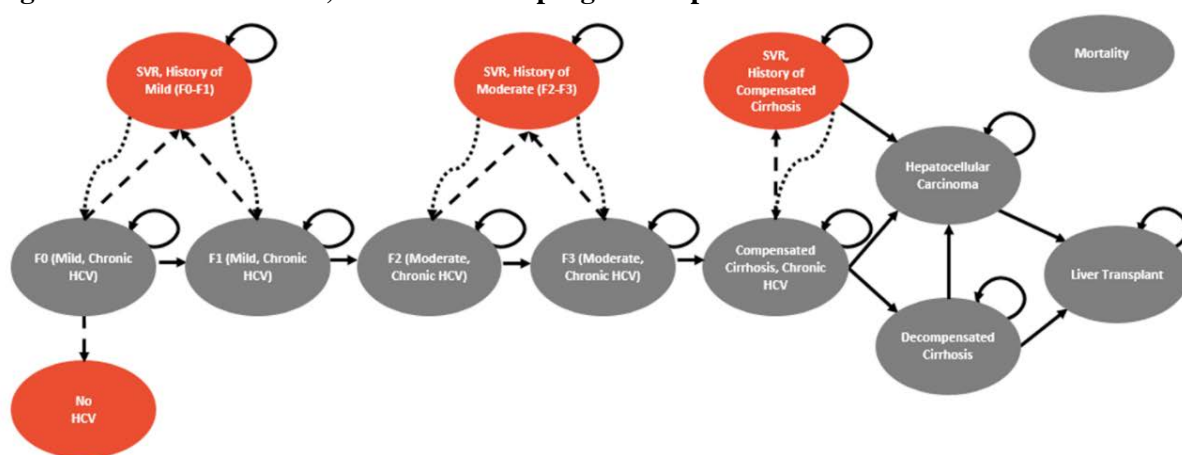 SVR, History of
Mild (F0-F1)
SVR, History of
Moderate (F2-F3)
SVR,
History of
Compensated
Cirrhosis
Mortality
Hepatocellular
Carcinoma
F0 (Mild, Chronic
HCV)
F1 (Mild, Chronic
HCV)
F2 (Moderate,
Chronic HCV)
F3 (Moderate,
Chronic HCV)
Compensated
Cirrhosis, Chronic
HCV
Liver Transplant
Decompensated
Cirrhosis
No
HCV